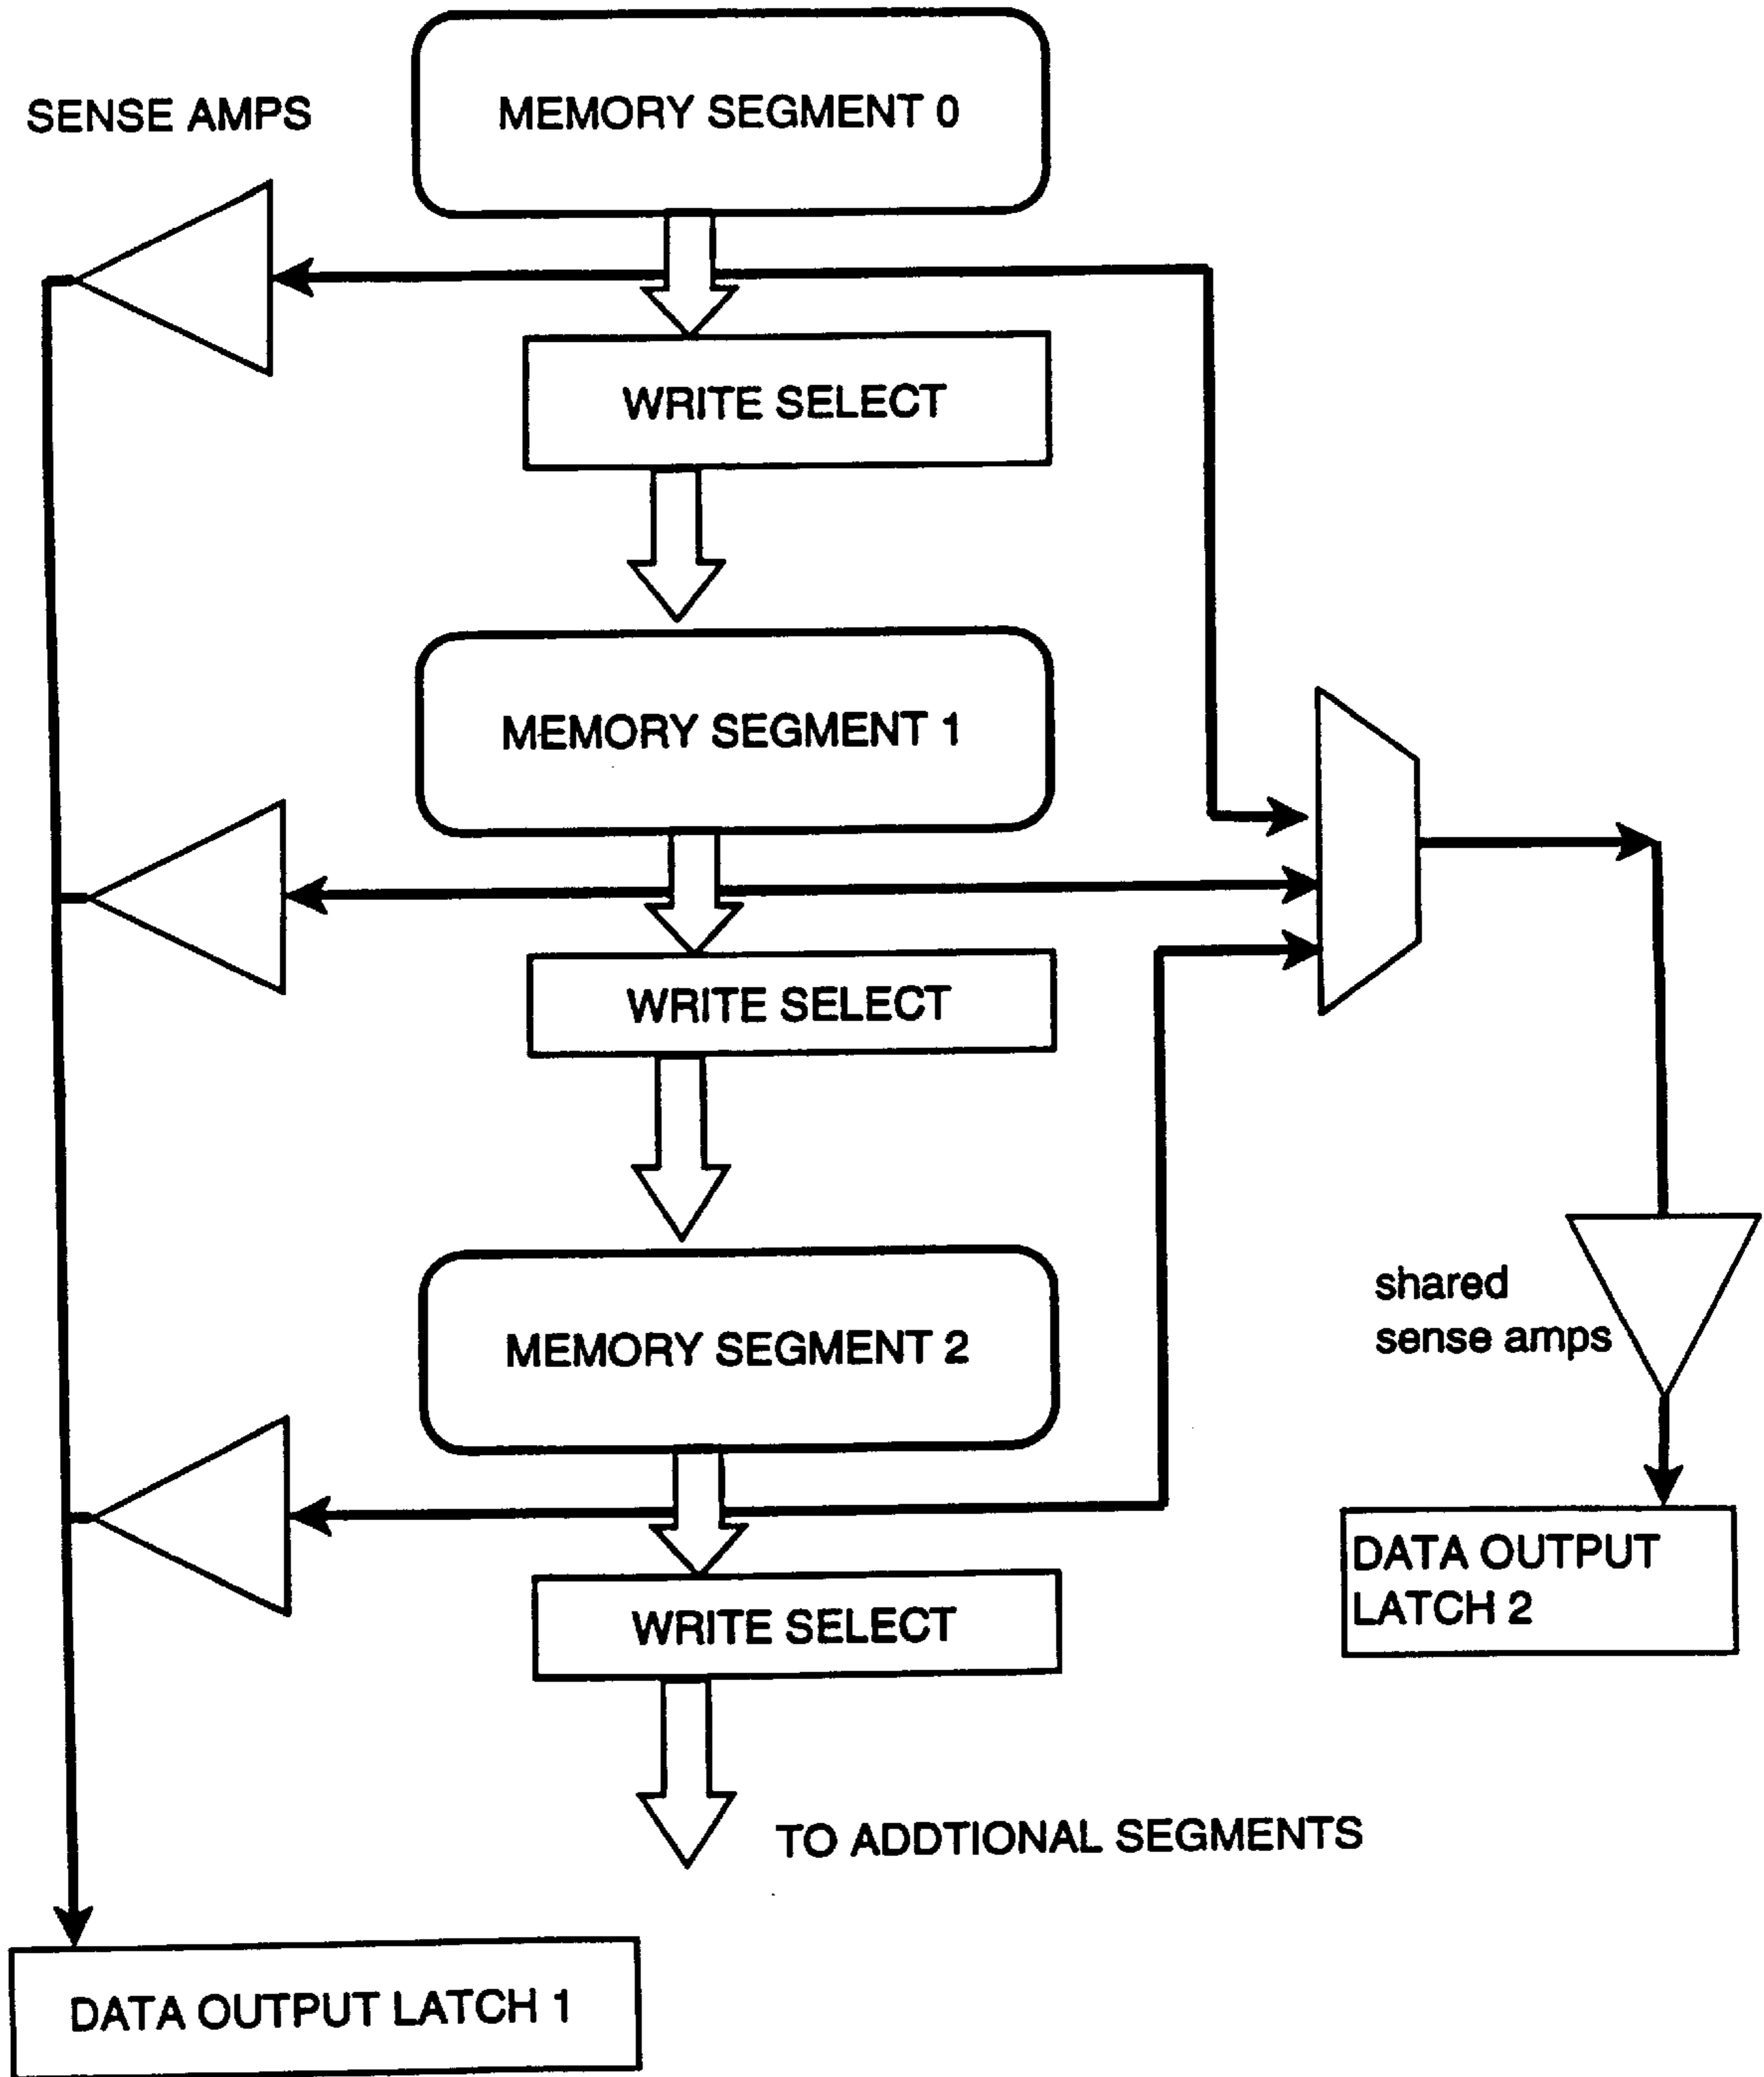 MEMORY SEGMENT 0
SENSE AMPS
WRITE SELECT
MEMORY SEGMENT 1
WRITE SELECT
MEMORY SEGMENT 2
shared
sense amps
DATA OUTPUT
LATCH 2
WRITE SELECT
TO ADDTIONAL SEGMENTS
DATA OUTPUT LATCH 1